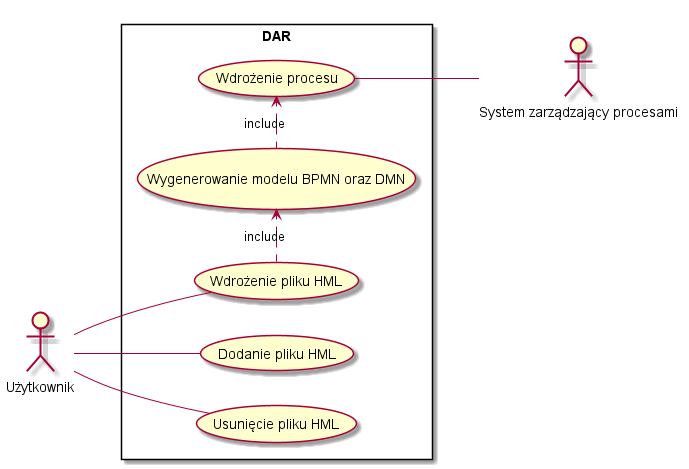 DAR
Wdrożenie procesu
System zarządzający procesami
include
Wygenerowanie modelu BPMN oraz DMN
include
Wdrożenie pliku HML
Dodanie pliku HML
Użytkownik
Usunięcie pliku HML